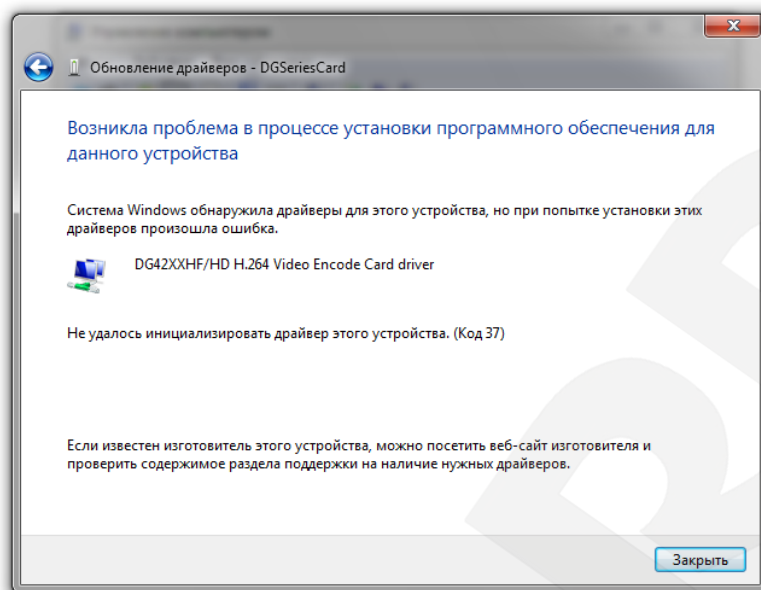 Управление компьютером
Обновление драйверов - DGSeriesCard
Возникла проблема в процессе установки программного обеспечения для
данного устройства
Система Windows обнаружила драйверы для этого устройства, но при попытке установки этих
драйверов произошла ошибка.
DG42XXHF/HD H.264 Video Encode Card driver
Не удалось инициализировать драйвер этого устройства. (Код 37)
Если известен изготовитель этого устройства, можно посетить веб-сайт изготовителя и
проверить содержимое раздела поддержки на наличие нужных драйверов.
Закрыть